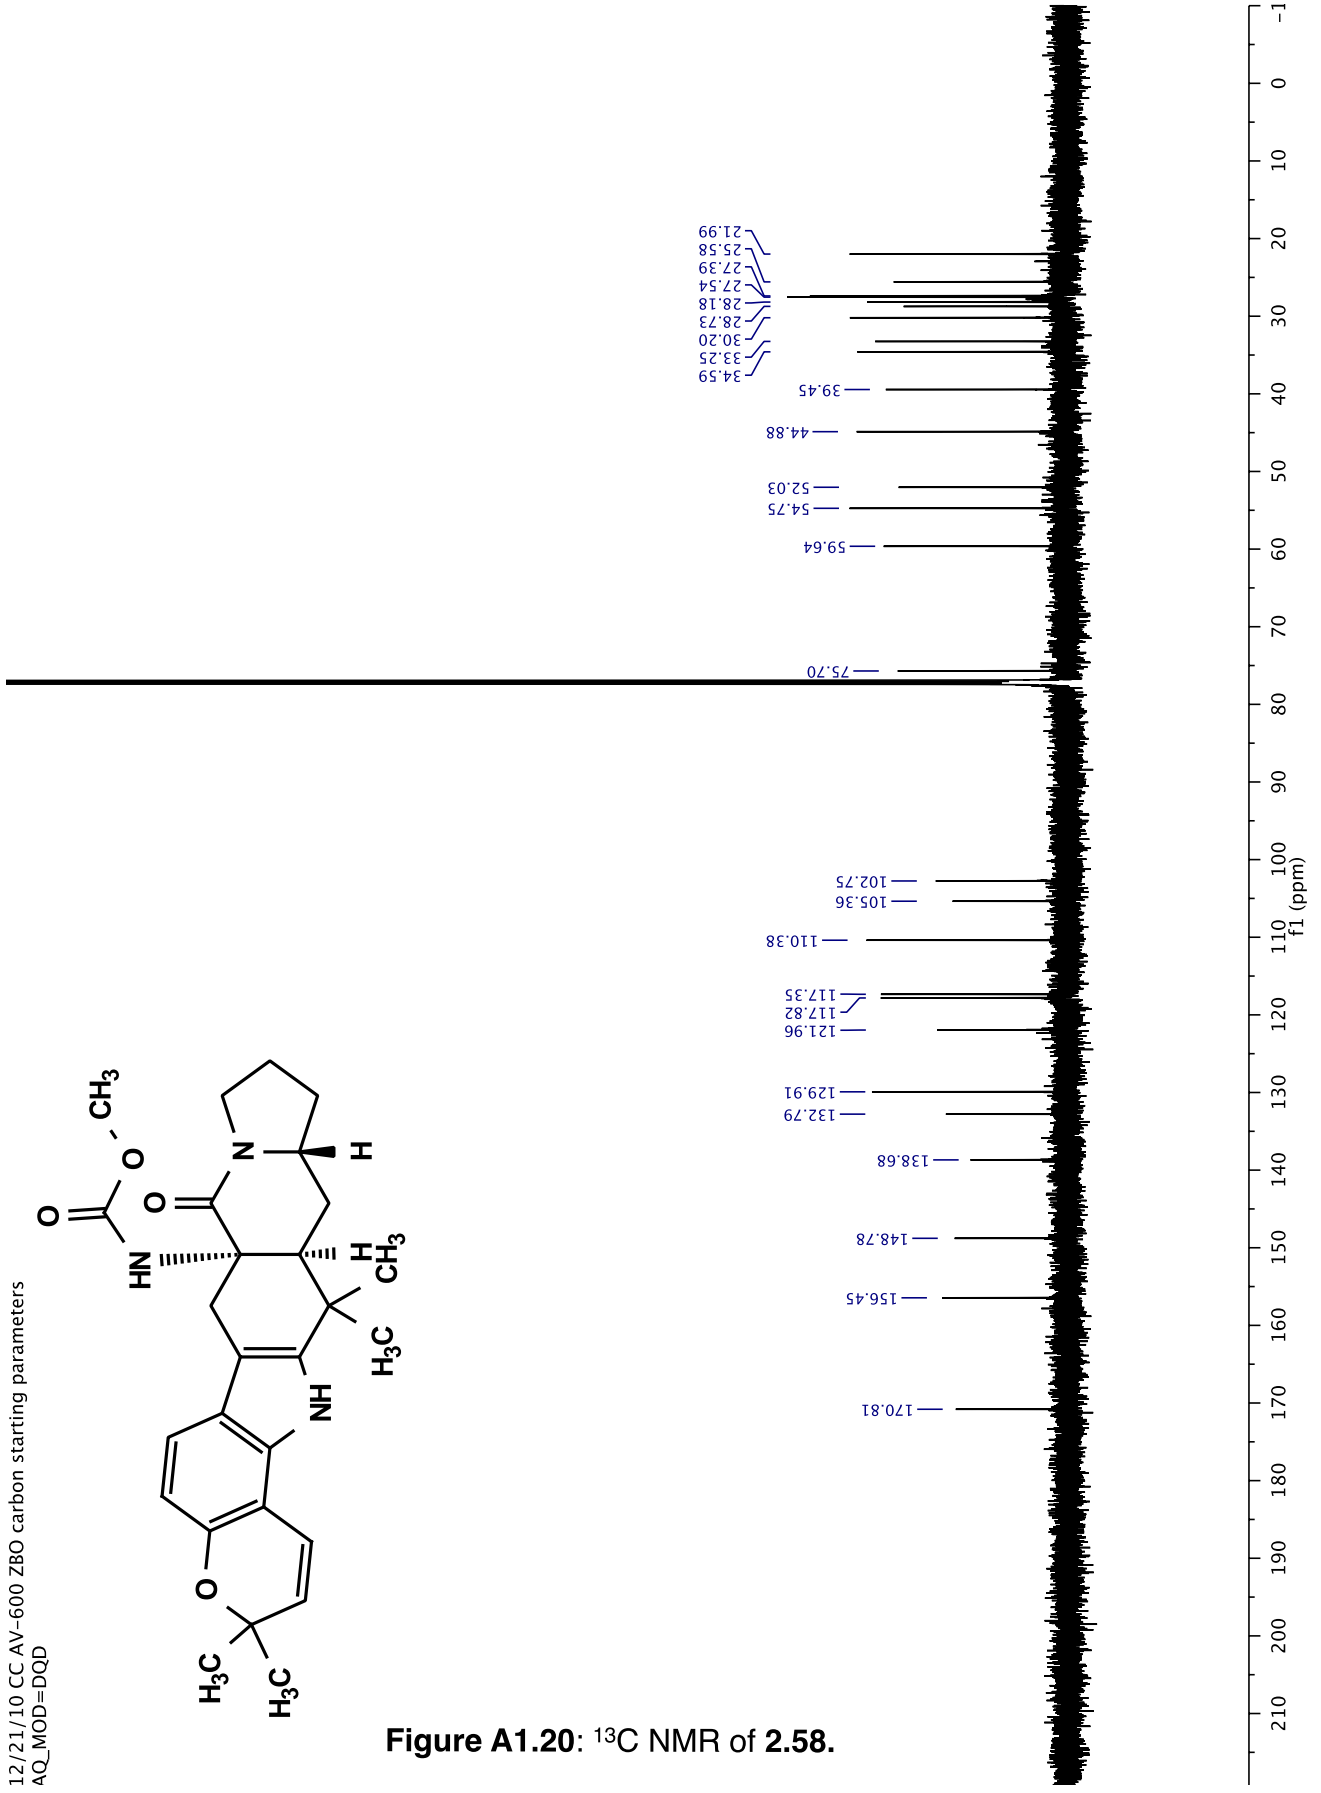 12/21/10 CC AV-600 ZBO carbon starting parameters
AQ_MOD=DQD
170.81
156.45
148.78
138.68
132.79
129.91
121.96
117.82
117.35
110.38
105.36
102.75
75.70
59.64
54.75
52.03
44.88
39.45
34.59
33.25
30.20
28.73
28.18
27.54
27.39
25.58
21.99
O
CH3
O
HN
O
N
H
H
CH3
H3C
NH
O
H3C
H3C
210
200
190
180
170
160
150
140
130
120
110
100
90
80
70
60
50
40
30
20
10
0
-1
f1 (ppm)
Figure A1.20: 13C NMR of 2.58.